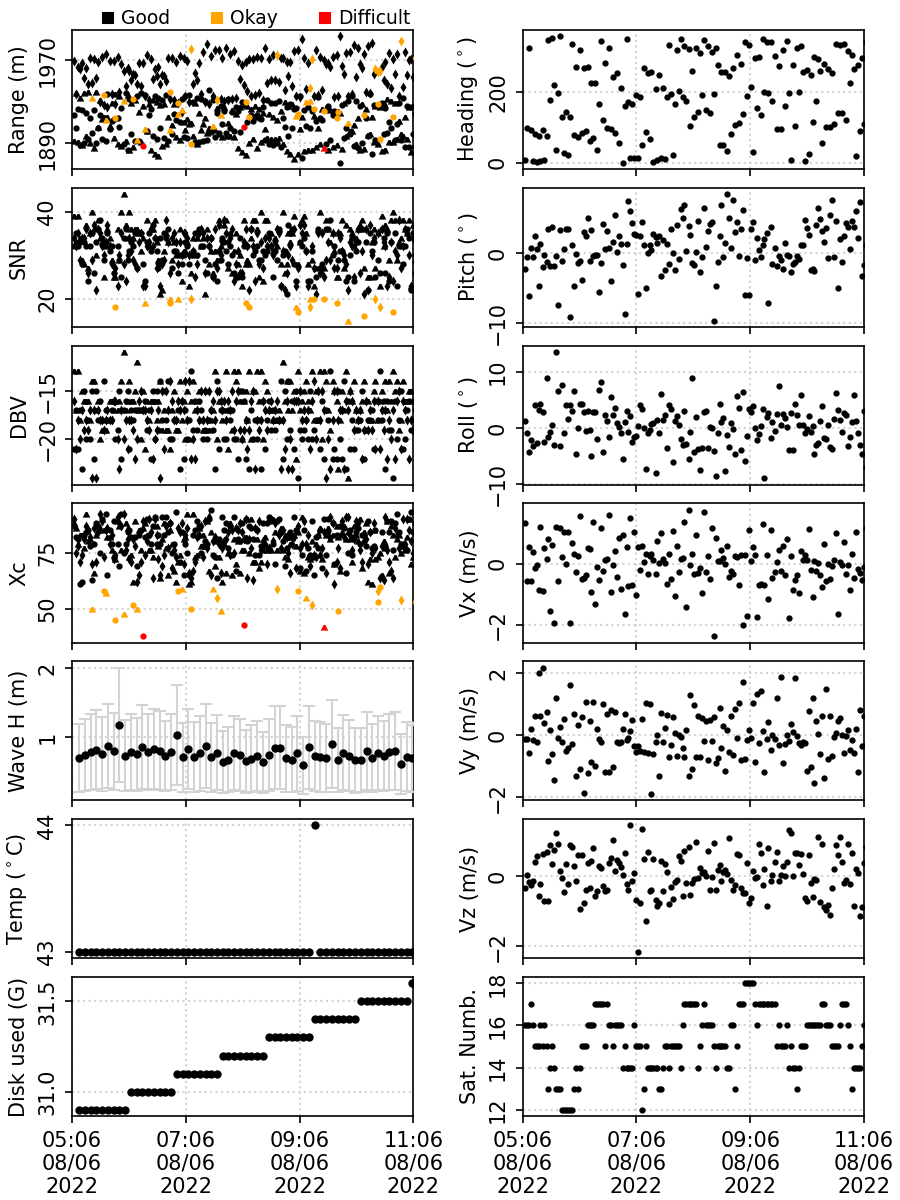 Good Okay Difficult
Range (m)
1970
1890
Heading (°)
200
0
SNR
40
20
Pitch (°)
0
−10
DBV
−15
−20
Roll (°)
10
0
−10
Xc
75
50
Vx (m/s)
0
−2
Wave H (m)
2
1
Vy (m/s)
2
0
−2
Temp (°C)
44
43
Vz (m/s)
0
−2
Disk used (G)
31.5
31.0
Sat. Numb.
18
16
14
12
05:06 07:06 09:06 11:06
08/06 08/06 08/06 08/06
2022 2022 2022 2022
05:06 07:06 09:06 11:06
08/06 08/06 08/06 08/06
2022 2022 2022 2022